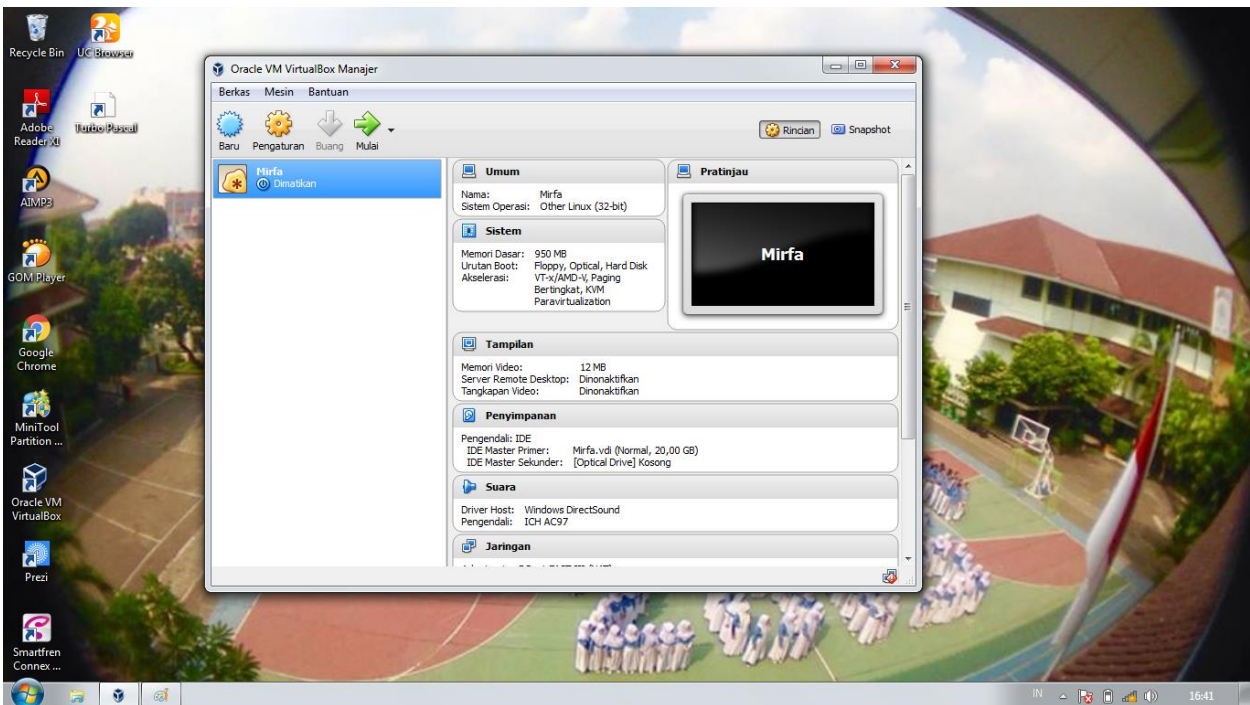 Recycle Bin
UC Browser
Adobe
Reader XI
Turbo Pascal
AIMP3
GOM Player
Google
Chrome
MiniTool
Partition ...
Oracle VM
VirtualBox
Prezi
Smartfren
Connex ...
Oracle VM VirtualBox Manajer
Berkas Mesin Bantuan
Baru Pengaturan Buang Mulai
Rincian Snapshot
Mirfa
Dimatikan
Umum
Nama: Mirfa
Sistem Operasi: Other Linux (32-bit)
Sistem
Memori Dasar: 950 MB
Urutan Boot: Floppy, Optical, Hard Disk
Akselerasi: VT-x/AMD-V, Paging
Bertingkat, KVM
Paravirtualization
Pratinjau
Mirfa
Tampilan
Memori Video: 12 MB
Server Remote Desktop: Dinonaktifkan
Tangkapan Video: Dinonaktifkan
Penyimpanan
Pengendali: IDE
IDE Master Primer: Mirfa.vdi (Normal, 20,00 GB)
IDE Master Sekunder: [Optical Drive] Kosong
Suara
Driver Host: Windows DirectSound
Pengendali: ICH AC97
Jaringan
IN 16:41